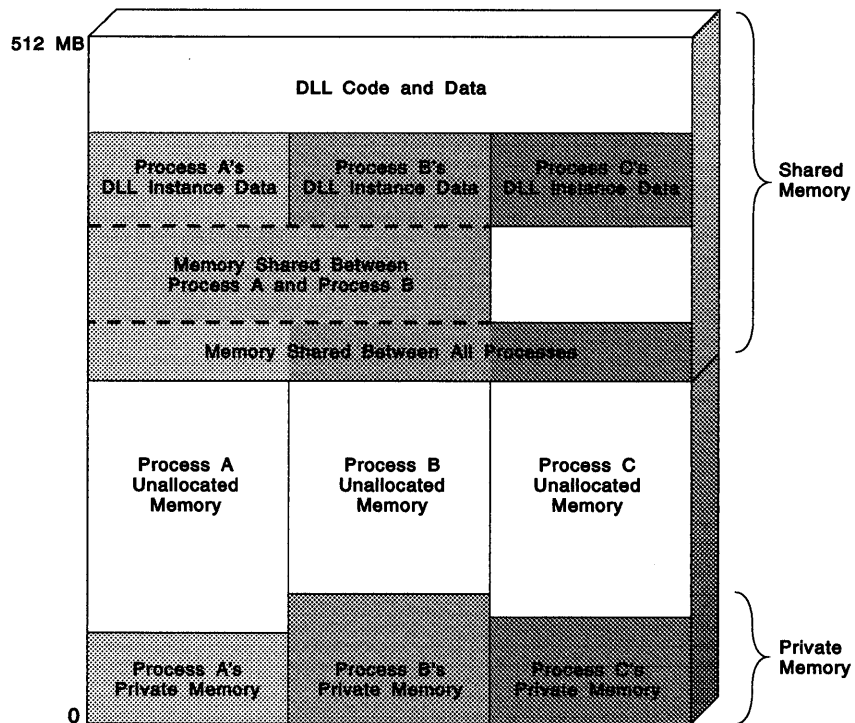 512 MB
DLL Code and Data
Process A's
DLL Instance Data
Process B's
DLL Instance Data
Process C's
DLL Instance Data
Shared
Memory
Memory Shared Between
Process A and Process B
Memory Shared Between All Processes
Process A
Unallocated
Memory
Process B
Unallocated
Memory
Process C
Unallocated
Memory
Process A's
Private Memory
Process B's
Private Memory
Process C's
Private Memory
Private
Memory
0